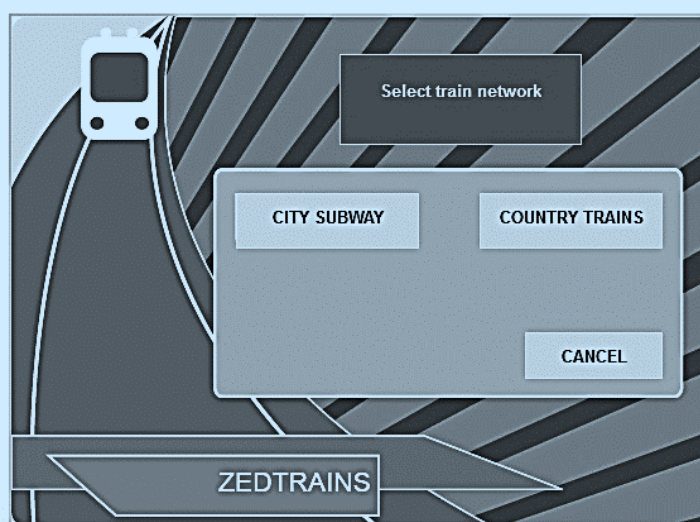 Select train network
CITY SUBWAY
COUNTRY TRAINS
CANCEL
ZEDTRAINS